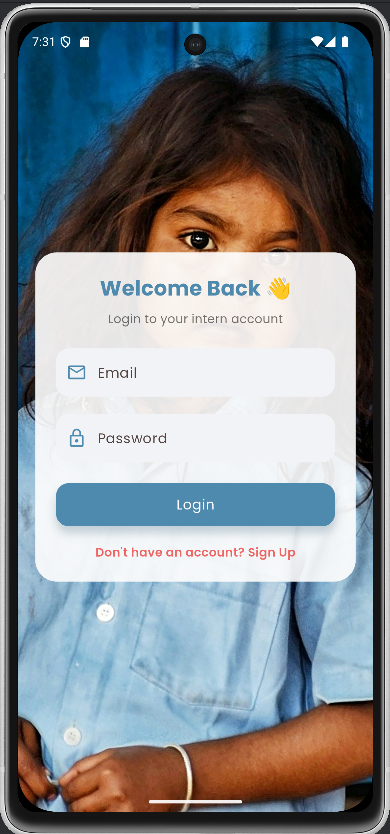 7:31
Welcome Back 👋
Login to your intern account
Email
Password
Login
Don't have an account? Sign Up